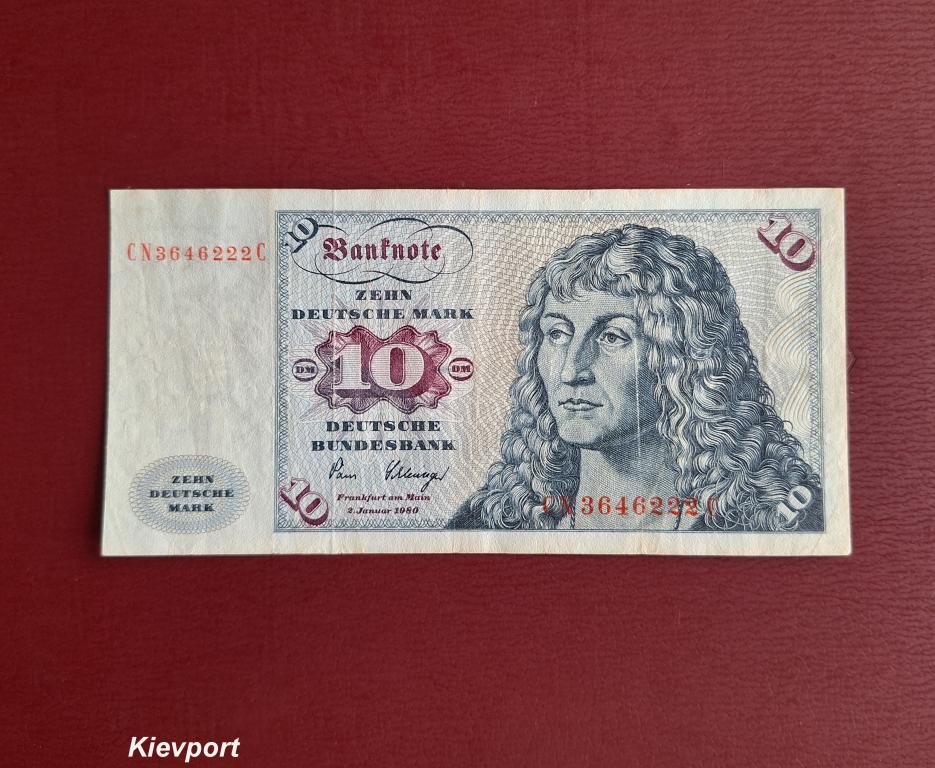 CN3646222C
10
Banknote
10
ZEHN
DEUTSCHE MARK
DM
10
DM
DEUTSCHE
BUNDESBANK
ZEHN
DEUTSCHE
MARK
10
Frankfurt am Main
2. Januar 1980
CN3646222C
10
Kievport